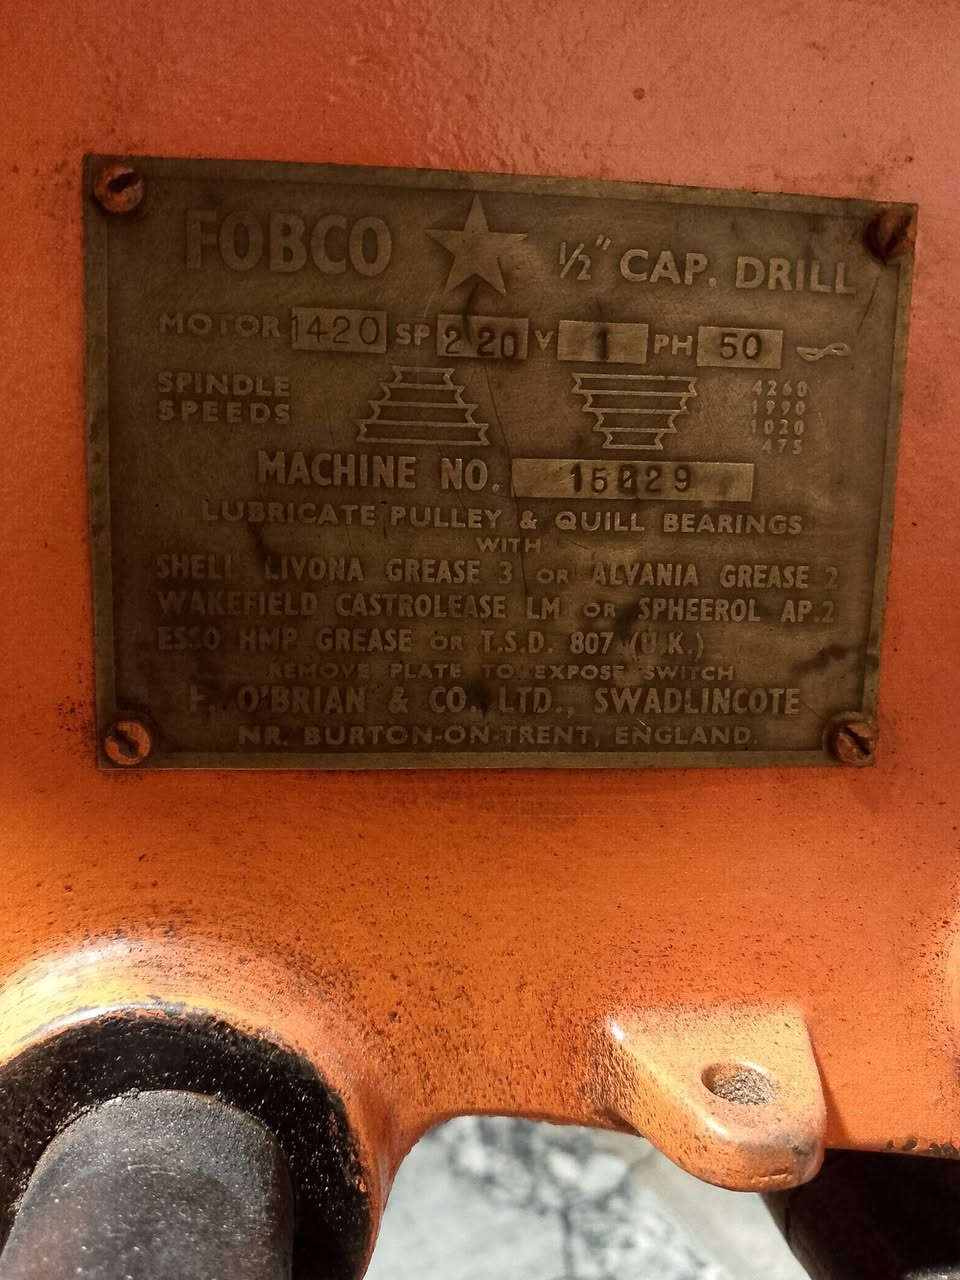 FOBCO ★ ½" CAP. DRILL
MOTOR 1420 SP 220 V 1 PH 50 ∿
SPINDLE SPEEDS
4260
1990
1020
475
MACHINE NO. 15029
LUBRICATE PULLEY & QUILL BEARINGS
WITH
SHELL LIVONA GREASE 3 OR ALVANIA GREASE 2
WAKEFIELD CASTROLEASE LM OR SPHEEROL AP.2
ESSO HMP GREASE OR T.S.D. 807 (U.K.)
REMOVE PLATE TO EXPOSE SWITCH
F. O'BRIAN & CO. LTD., SWADLINCOTE
NR. BURTON-ON-TRENT, ENGLAND.